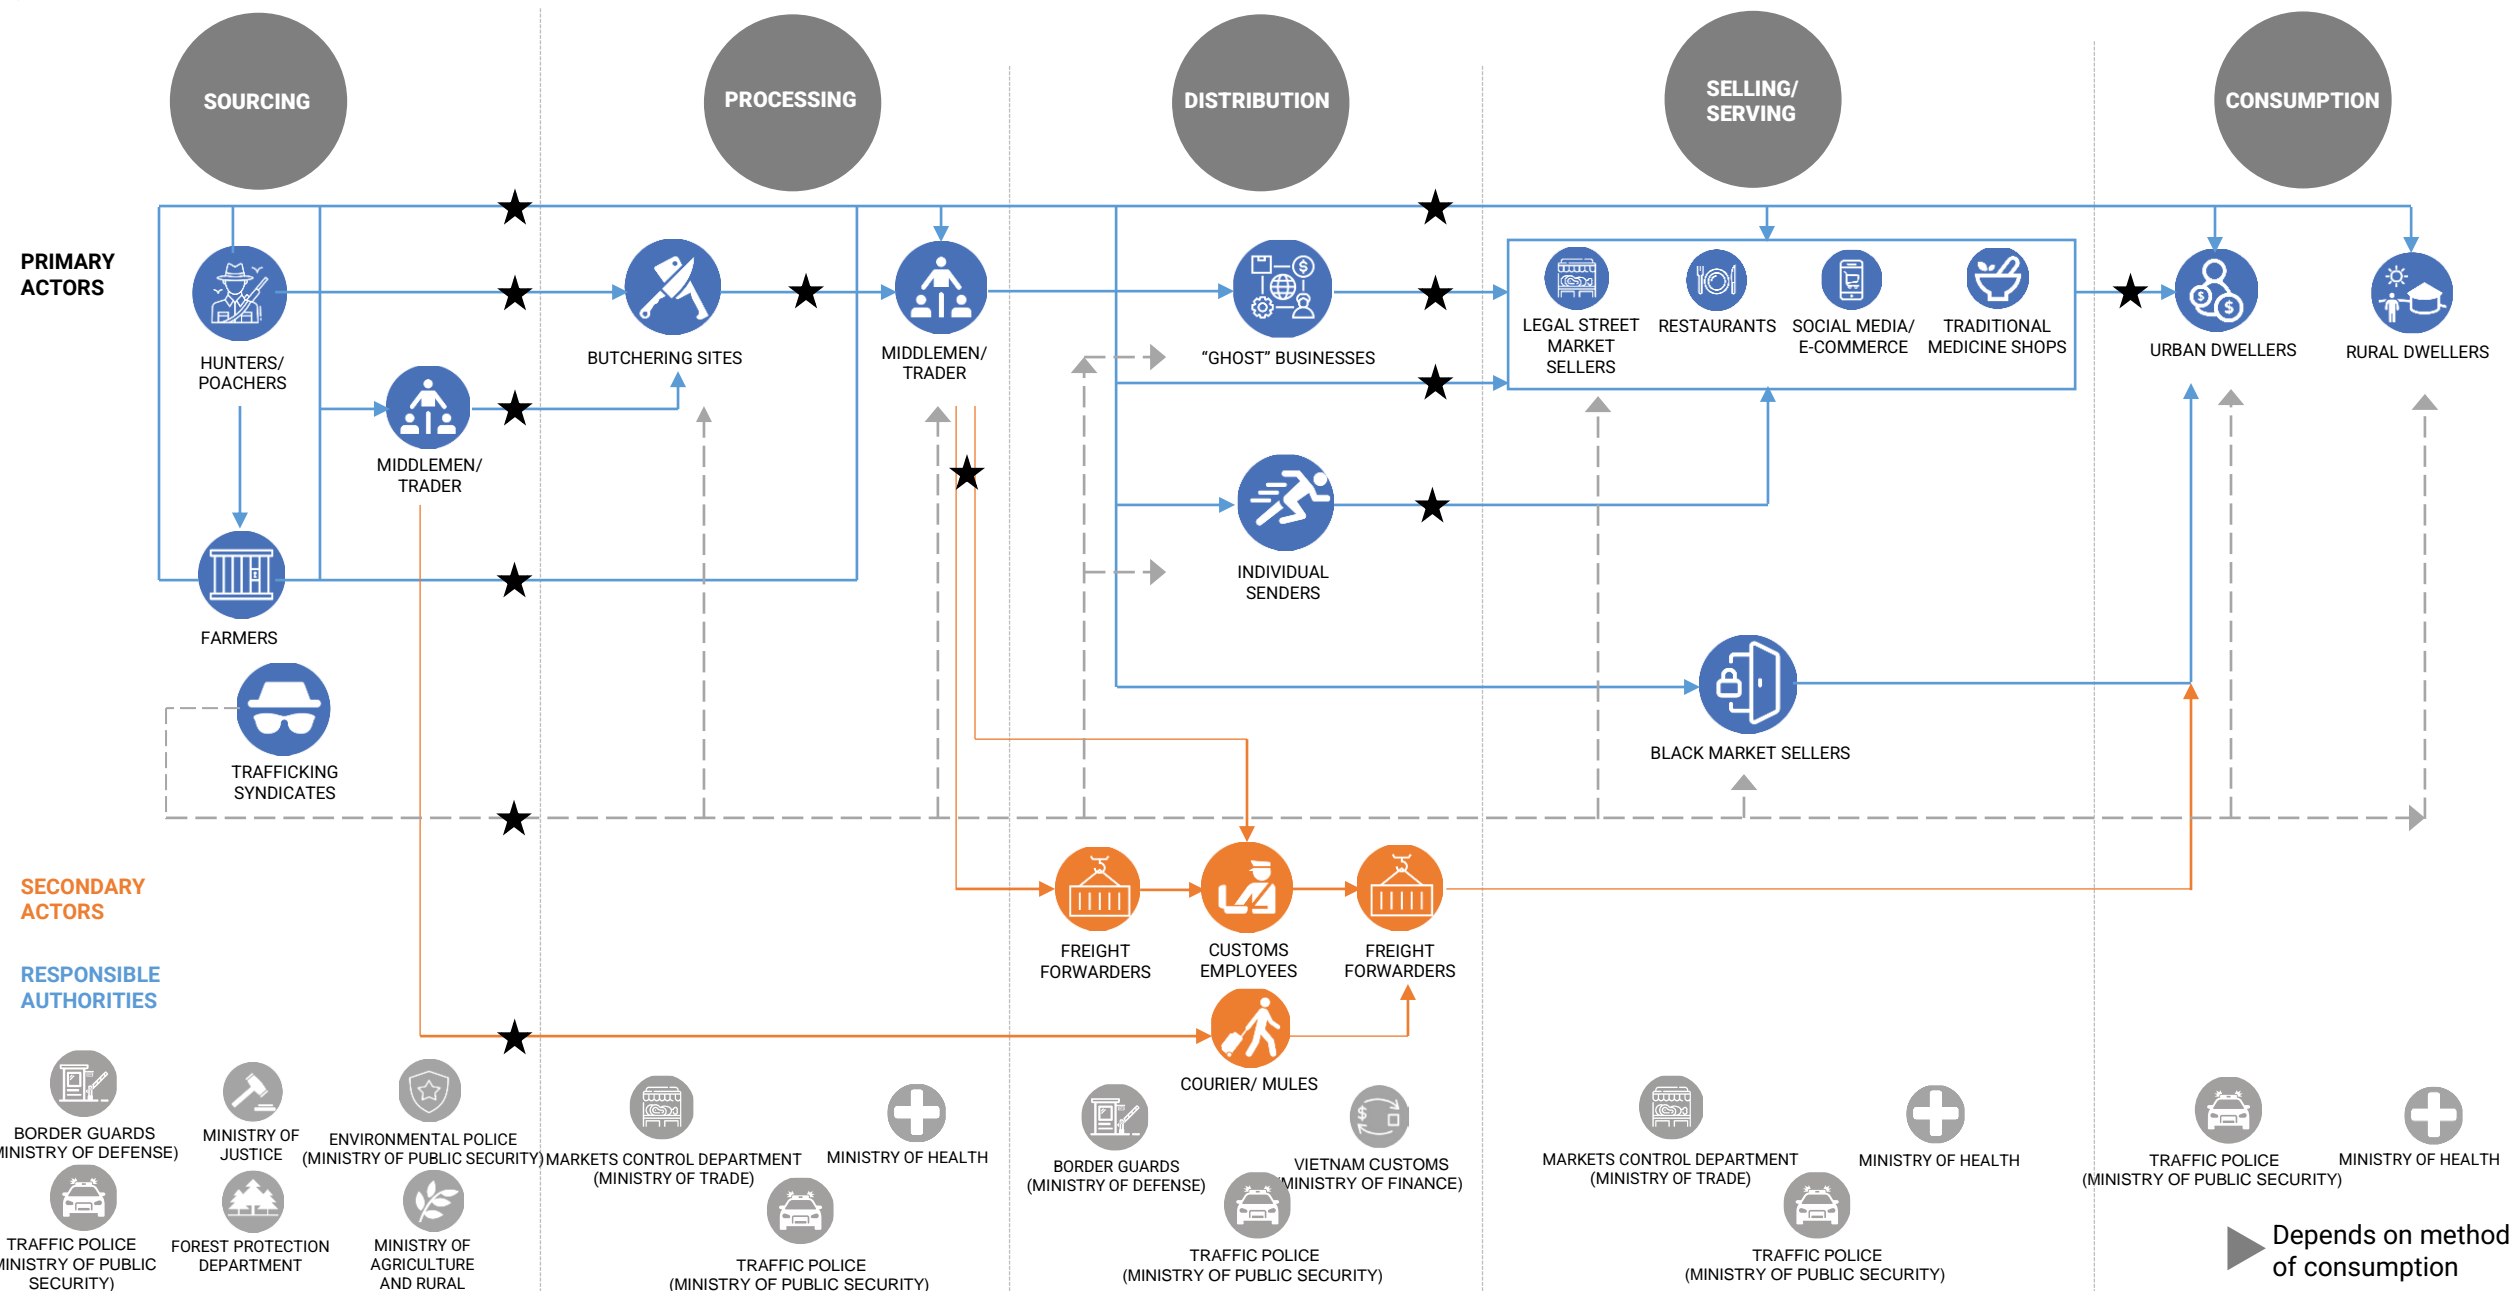 SOURCING
PROCESSING
DISTRIBUTION
SELLING/
SERVING
CONSUMPTION
PRIMARY
ACTORS
HUNTERS/
POACHERS
MIDDLEMEN/
TRADER
FARMERS
TRAFFICKING
SYNDICATES
BUTCHERING SITES
MIDDLEMEN/
TRADER
"GHOST" BUSINESSES
INDIVIDUAL
SENDERS
LEGAL STREET
MARKET
SELLERS
RESTAURANTS
SOCIAL MEDIA/
E-COMMERCE
TRADITIONAL
MEDICINE SHOPS
BLACK MARKET SELLERS
URBAN DWELLERS
RURAL DWELLERS
SECONDARY
ACTORS
FREIGHT
FORWARDERS
CUSTOMS
EMPLOYEES
FREIGHT
FORWARDERS
COURIER/ MULES
RESPONSIBLE
AUTHORITIES
BORDER GUARDS
MINISTRY OF DEFENSE)
MINISTRY OF
JUSTICE
ENVIRONMENTAL POLICE
(MINISTRY OF PUBLIC SECURITY)
TRAFFIC POLICE
MINISTRY OF PUBLIC
SECURITY)
FOREST PROTECTION
DEPARTMENT
MINISTRY OF
AGRICULTURE
AND RURAL
MARKETS CONTROL DEPARTMENT
(MINISTRY OF TRADE)
MINISTRY OF HEALTH
TRAFFIC POLICE
(MINISTRY OF PUBLIC SECURITY)
BORDER GUARDS
(MINISTRY OF DEFENSE)
VIETNAM CUSTOMS
MINISTRY OF FINANCE)
TRAFFIC POLICE
(MINISTRY OF PUBLIC SECURITY)
MARKETS CONTROL DEPARTMENT
(MINISTRY OF TRADE)
MINISTRY OF HEALTH
TRAFFIC POLICE
(MINISTRY OF PUBLIC SECURITY)
TRAFFIC POLICE
(MINISTRY OF PUBLIC SECURITY)
MINISTRY OF HEALTH
Depends on method
of consumption